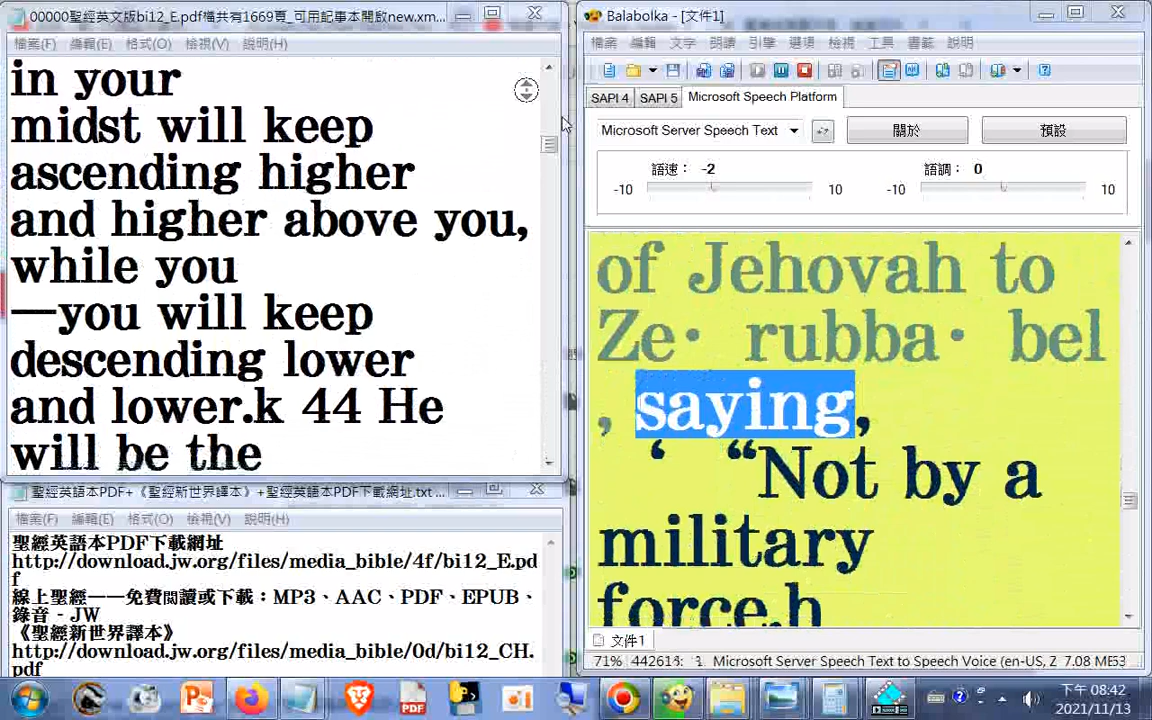 00000聖經英文版bi12_E.pdf檔共有1669頁_可用記事本開啟new.xm...
檔案(F) 編輯(E) 格式(O) 檢視(V) 說明(H)
in your
midst will keep
ascending higher
and higher above you,
while you
—you will keep
descending lower
and lower.k 44 He
will be the
聖經英語本PDF+《聖經新世界譯本》+聖經英語本PDF下載網址.txt ...
檔案(F) 編輯(E) 格式(O) 檢視(V) 說明(H)
聖經英語本PDF下載網址
http://download.jw.org/files/media_bible/4f/bi12_E.pd
f
線上聖經——免費閱讀或下載：MP3、AAC、PDF、EPUB、
錄音 - JW
《聖經新世界譯本》
http://download.jw.org/files/media_bible/0d/bi12_CH.
pdf
Balabolka - [文件1]
檔案 編輯 文字 朗讀 引擎 選項 檢視 工具 書籤 說明
SAPI 4 SAPI 5 Microsoft Speech Platform
Microsoft Server Speech Text 關於 預設
語速： -2 語調： 0
-10 10 -10 10
of Jehovah to
Ze· rubba· bel
, saying,
‘ “Not by a
military
force,h
文件1
71% 442613: 1 Microsoft Server Speech Text to Speech Voice (en-US, Z 7.08 ME53
下午 08:42
2021/11/13